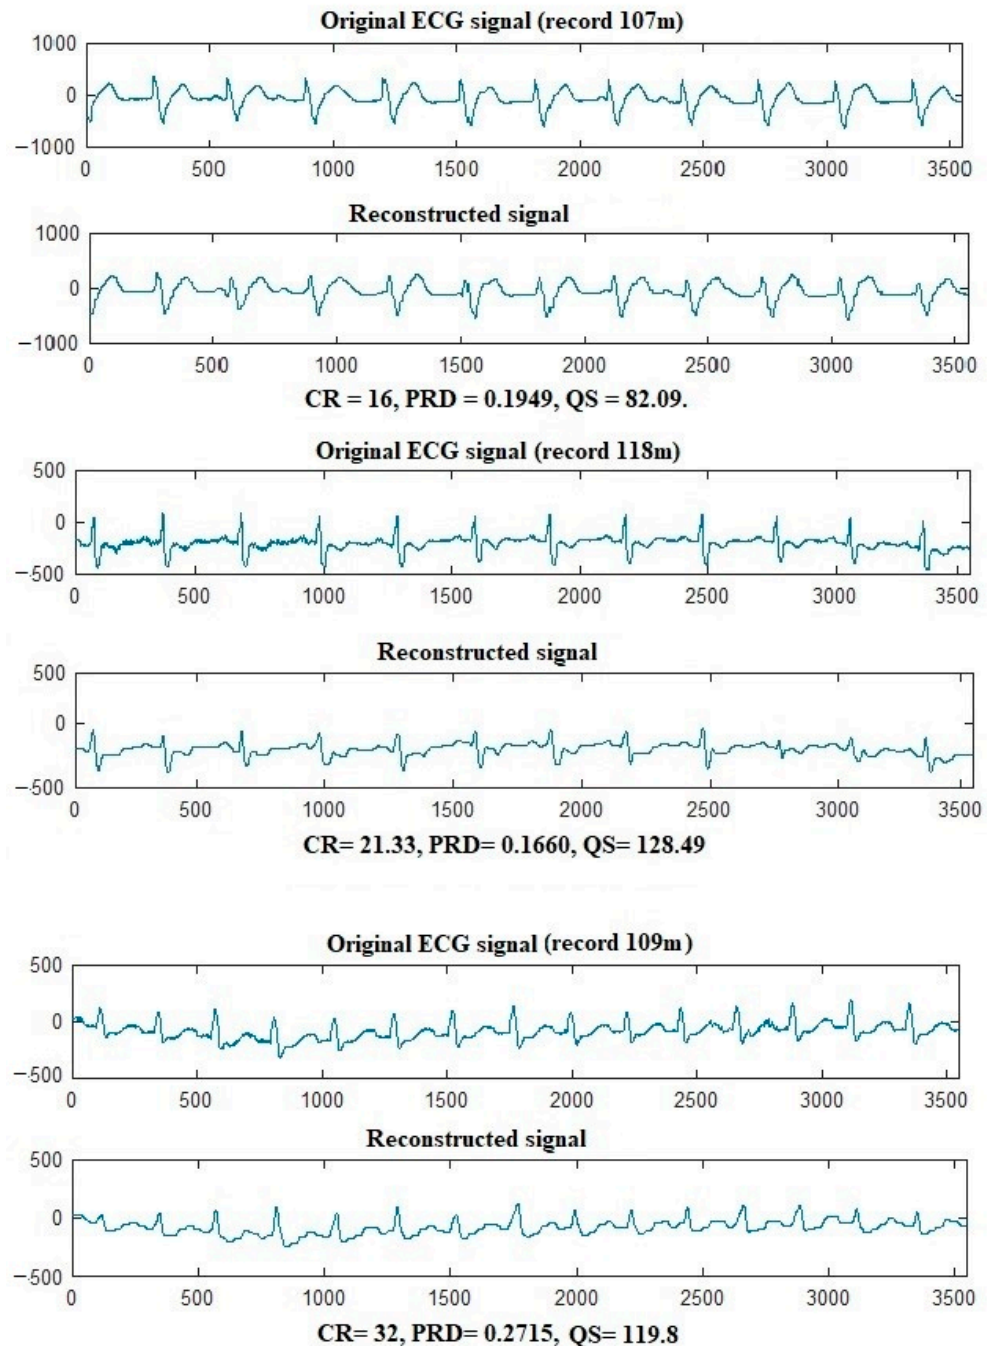 Original ECG signal (record 107m)
1000
0
−1000
0 500 1000 1500 2000 2500 3000 3500
Reconstructed signal
1000
0
−1000
0 500 1000 1500 2000 2500 3000 3500
CR = 16, PRD = 0.1949, QS = 82.09.
Original ECG signal (record 118m)
500
0
−500
0 500 1000 1500 2000 2500 3000 3500
Reconstructed signal
500
0
−500
0 500 1000 1500 2000 2500 3000 3500
CR= 21.33, PRD= 0.1660, QS= 128.49
Original ECG signal (record 109m)
500
0
−500
0 500 1000 1500 2000 2500 3000 3500
Reconstructed signal
500
0
−500
0 500 1000 1500 2000 2500 3000 3500
CR= 32, PRD= 0.2715, QS= 119.8